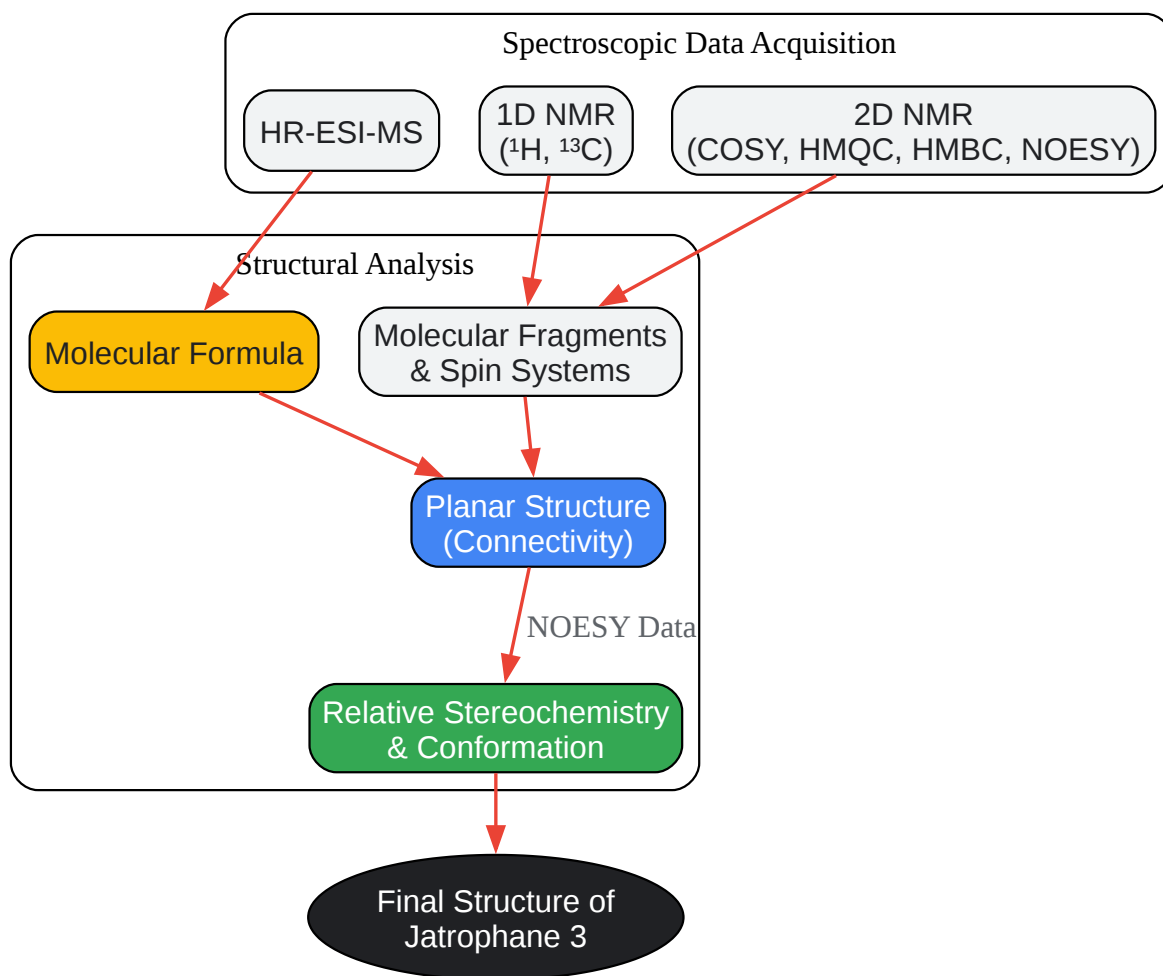 Spectroscopic Data Acquisition
HR-ESI-MS
1D NMR
(¹H, ¹³C)
2D NMR
(COSY, HMQC, HMBC, NOESY)
Structural Analysis
Molecular Formula
Molecular Fragments
& Spin Systems
Planar Structure
(Connectivity)
NOESY Data
Relative Stereochemistry
& Conformation
Final Structure of
Jatrophane 3